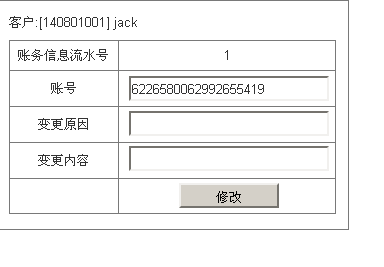 客户:[140801001] jack
账务信息流水号 1
账号 6226580062992655419
变更原因
变更内容
修改